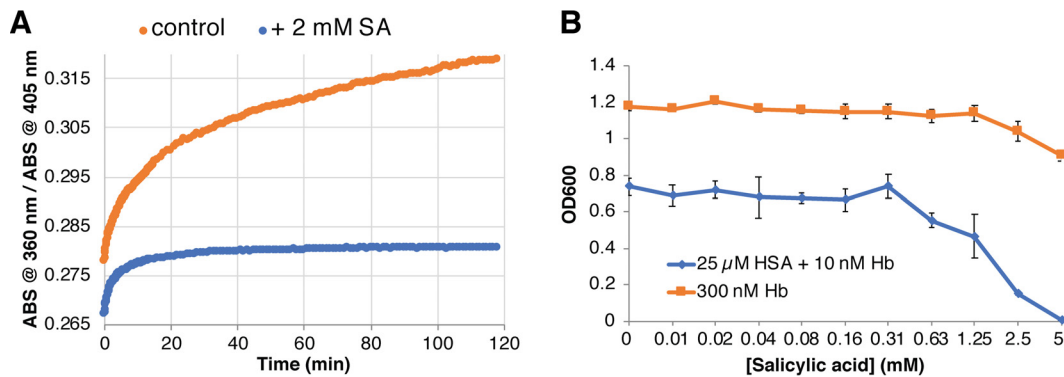 A
control
+ 2 mM SA
ABS @ 360 nm / ABS @ 405 nm
0.315
0.305
0.295
0.285
0.275
0.265
0 20 40 60 80 100 120
Time (min)
B
OD600
1.4
1.2
1
0.8
0.6
0.4
0.2
0
25 µM HSA + 10 nM Hb
300 nM Hb
0 0.01 0.02 0.04 0.08 0.16 0.31 0.63 1.25 2.5 5
[Salicylic acid] (mM)